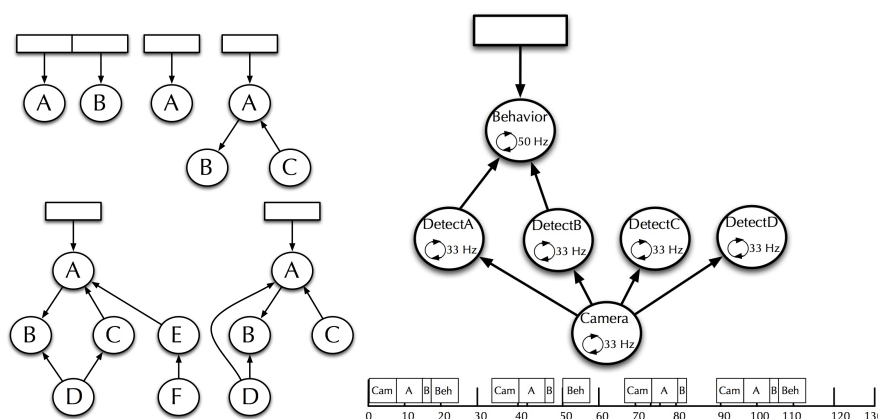 A B A A
B C
A
B C E
D F
A
B C
D
Behavior
50 Hz
DetectA DetectB DetectC DetectD
33 Hz 33 Hz 33 Hz 33 Hz
Camera
33 Hz
Cam A B Beh Cam A B Beh Cam A B Cam A B Beh
0 10 20 30 40 50 60 70 80 90 100 110 120 130